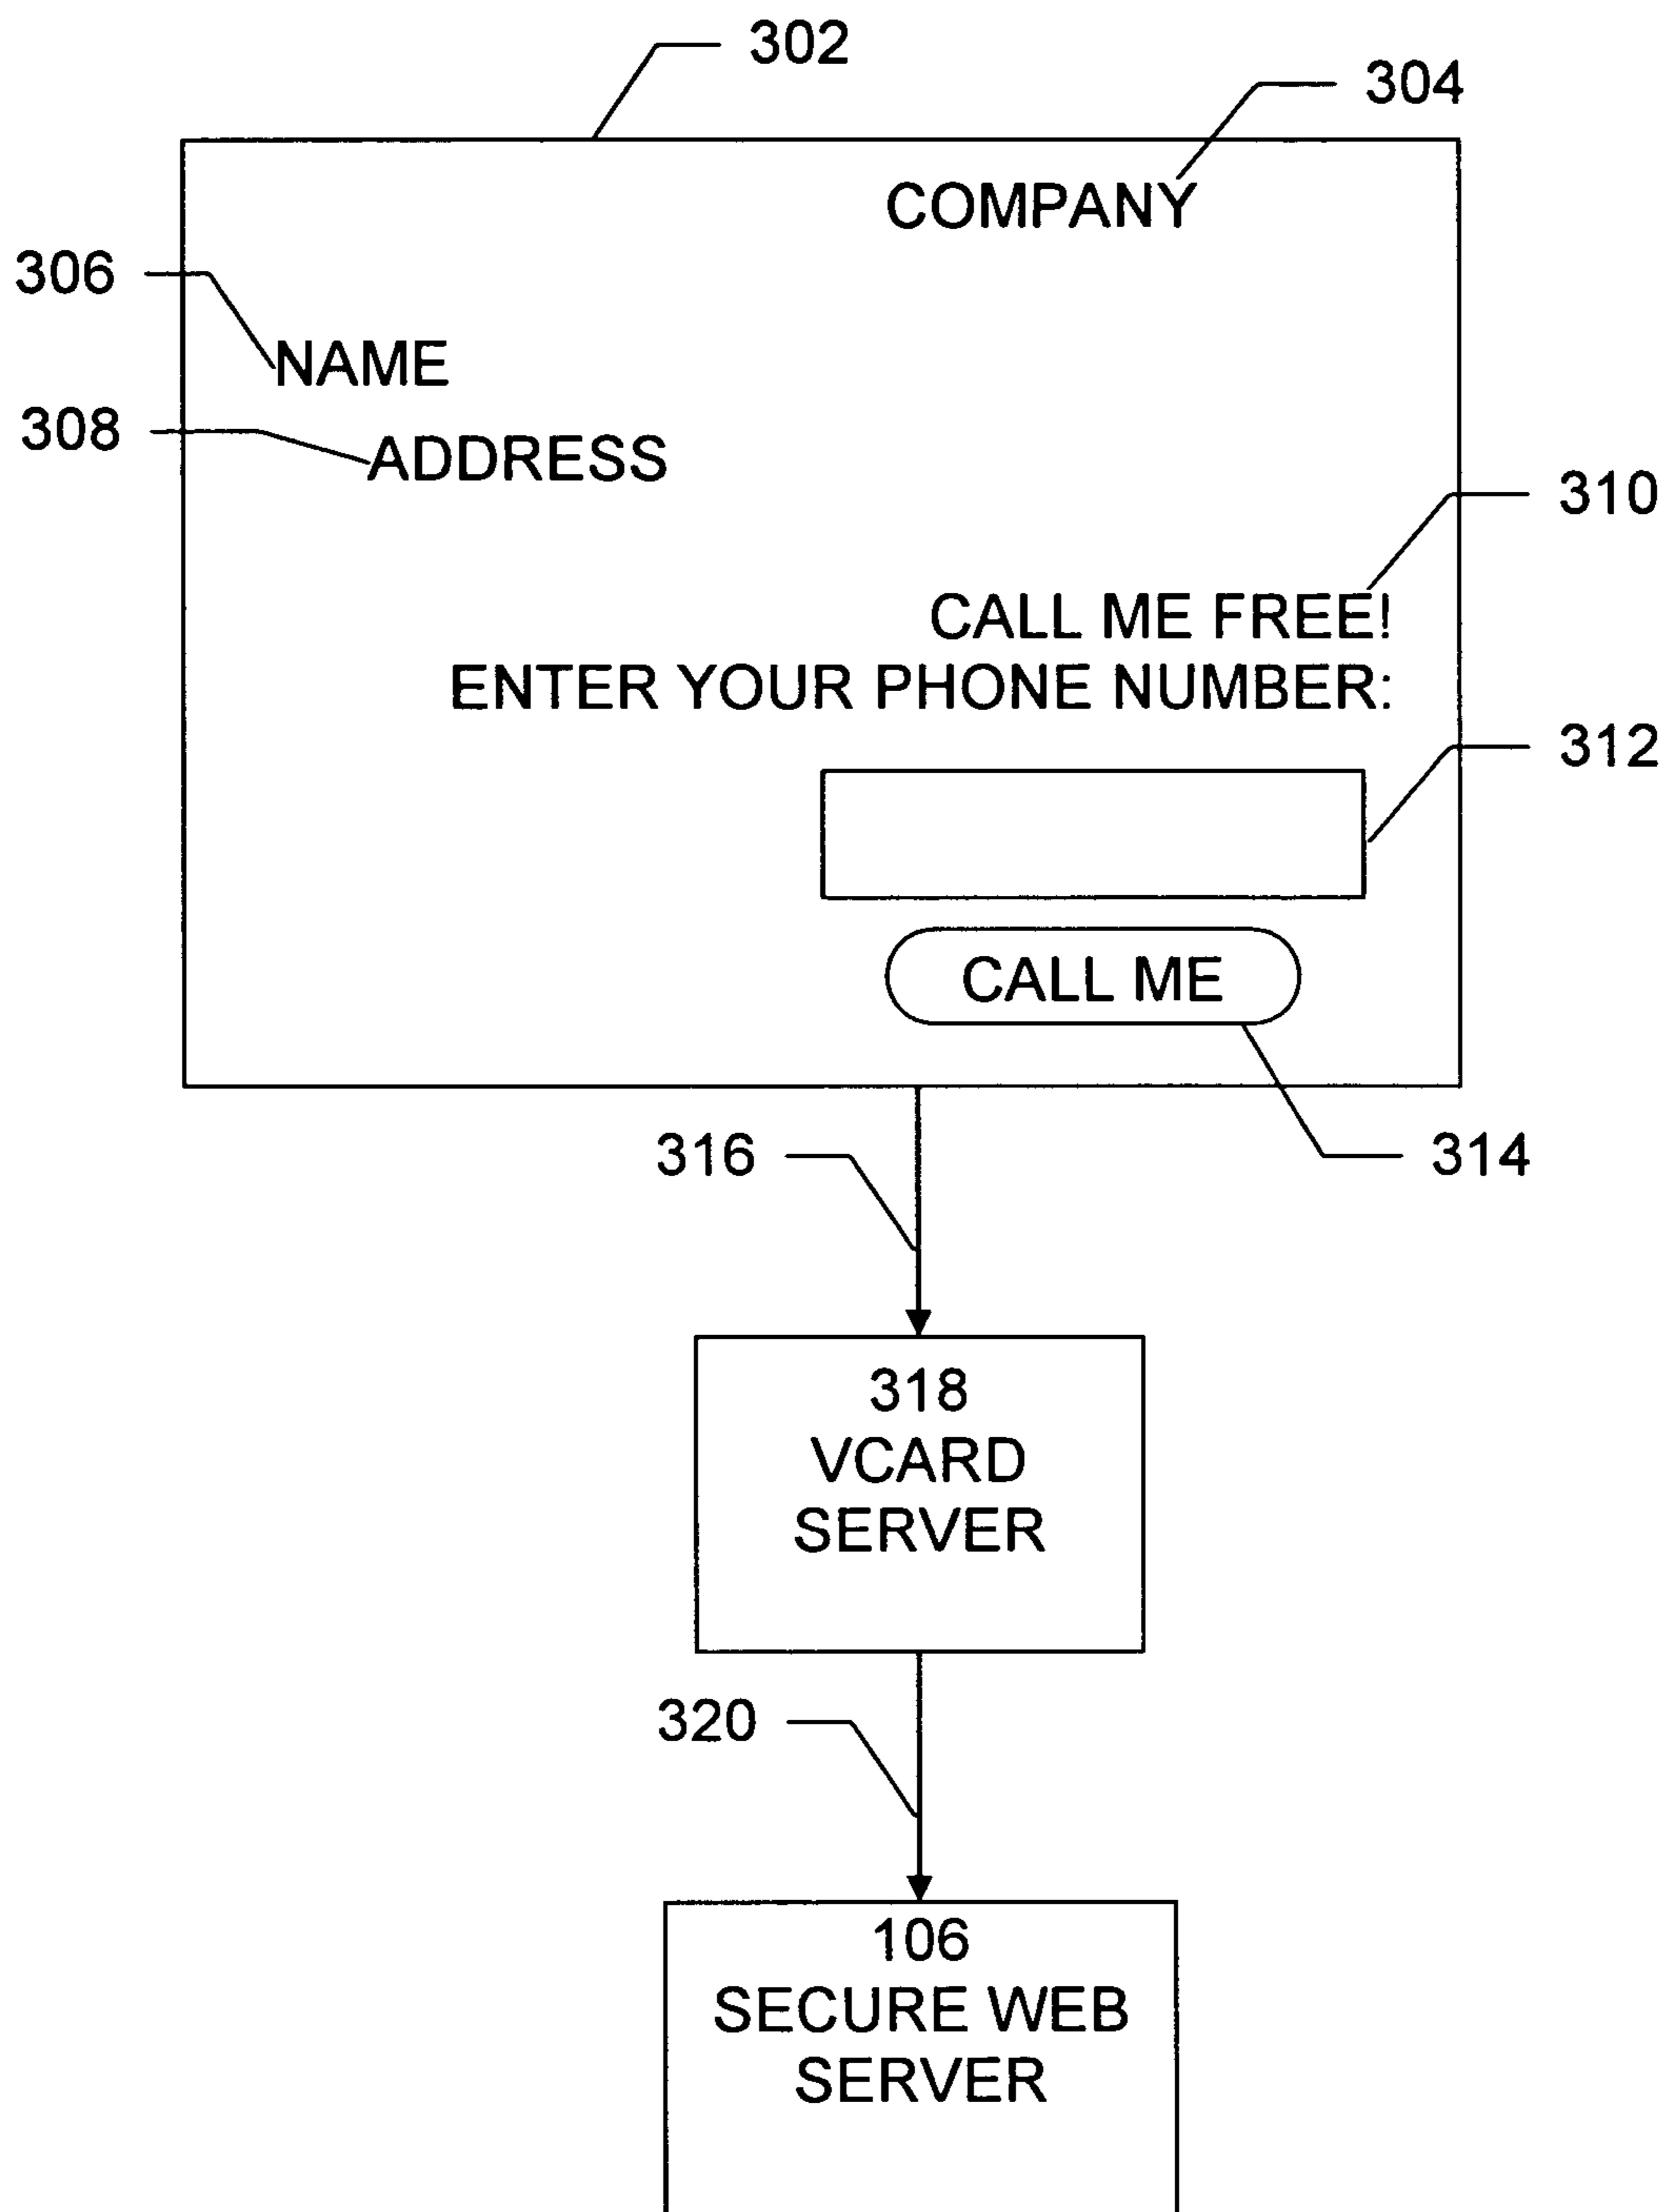 302
304
COMPANY
306
NAME
308
ADDRESS
310
CALL ME FREE!
ENTER YOUR PHONE NUMBER:
312
CALL ME
316
314
318
VCARD
SERVER
320
106
SECURE WEB
SERVER